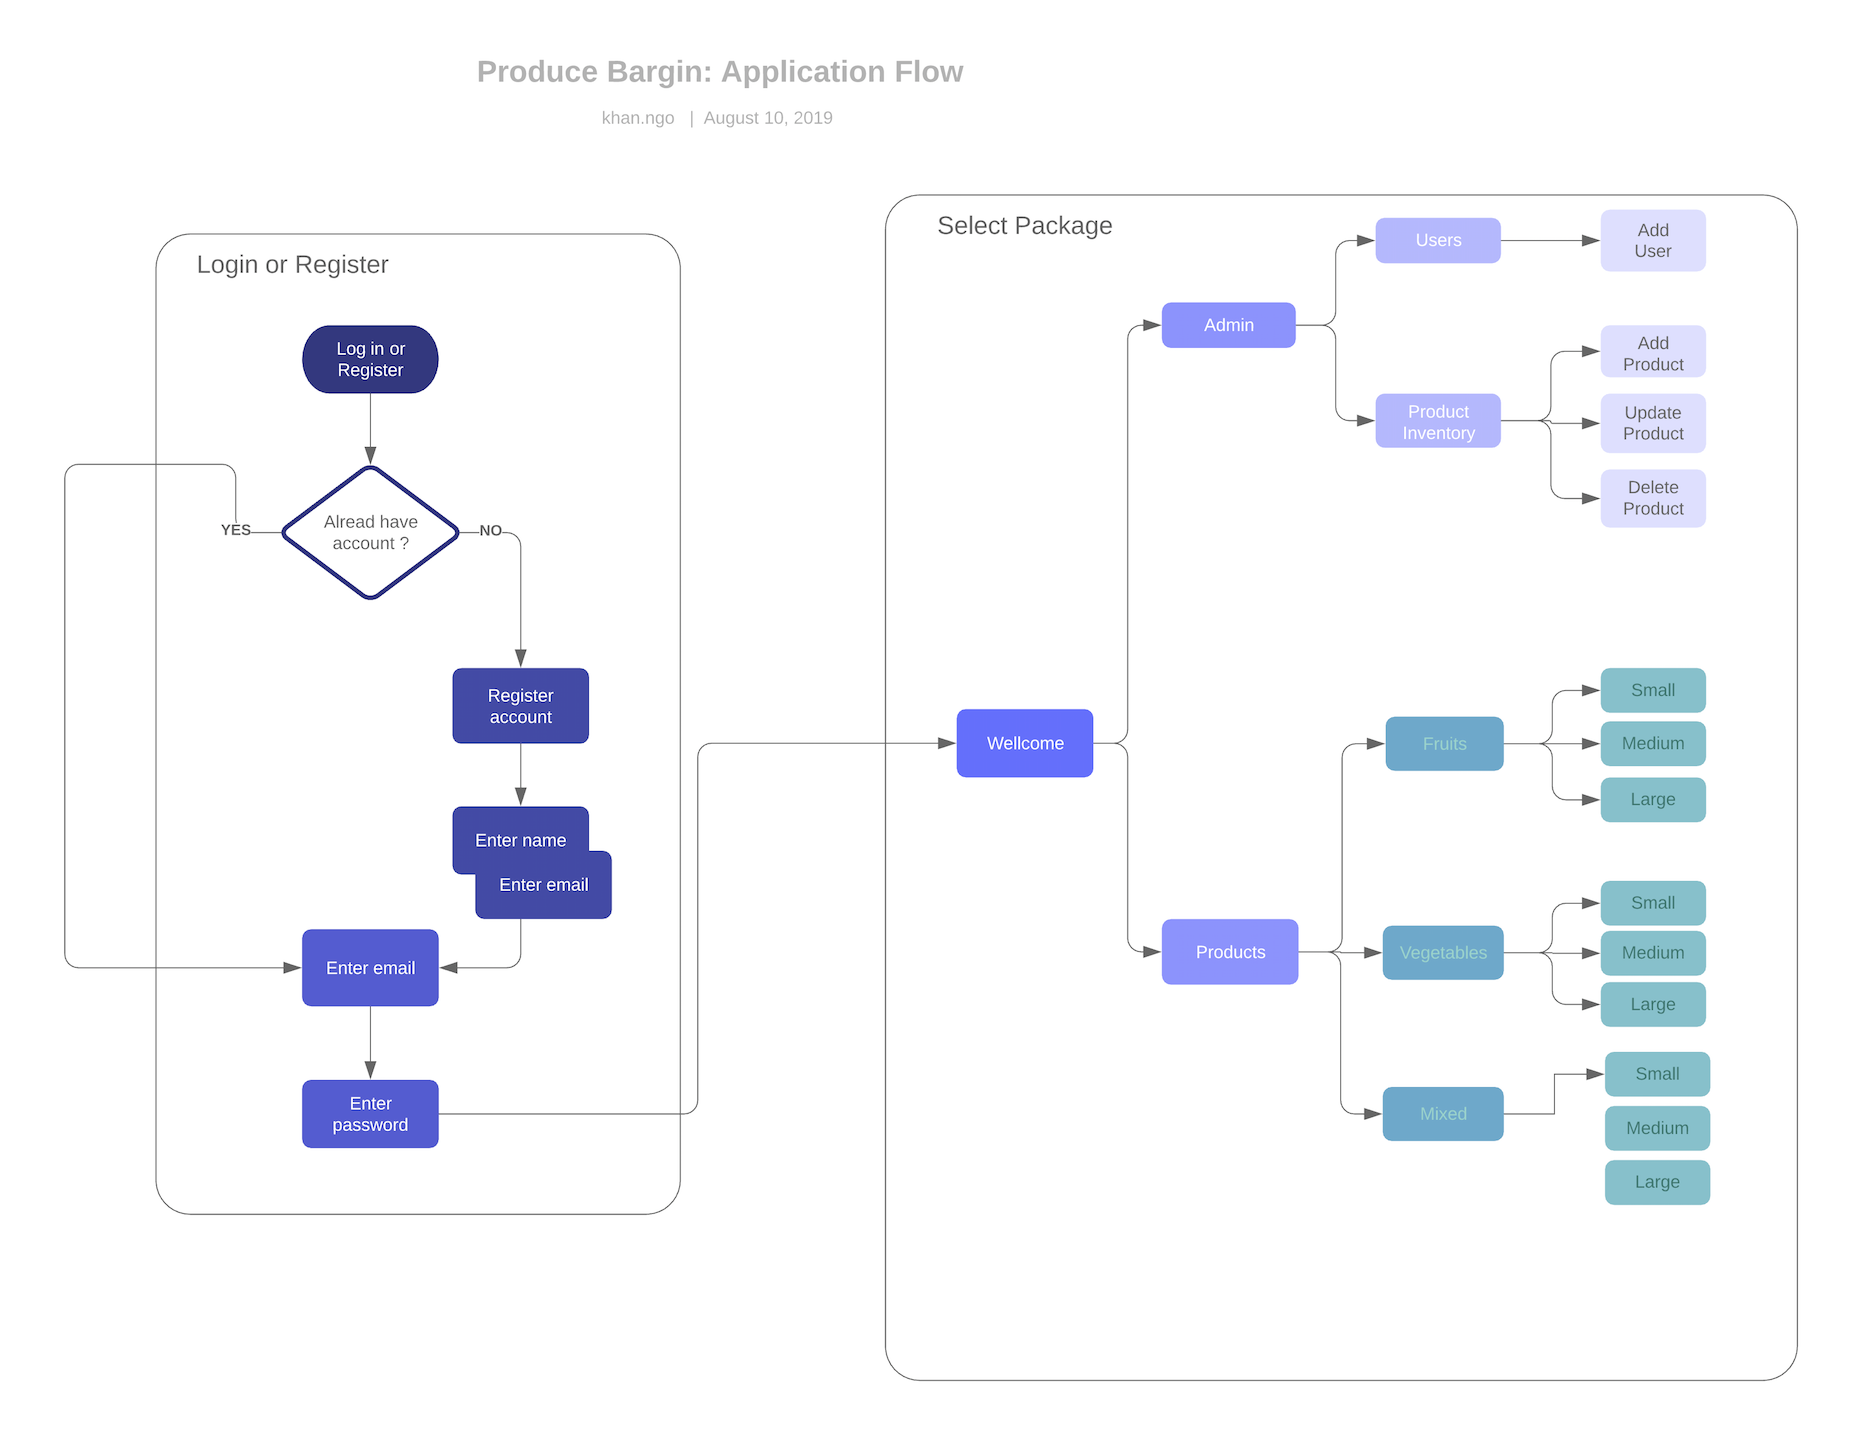 Produce Bargin: Application Flow
khan.ngo | August 10, 2019
Login or Register
Log in or
Register
Alread have
account ?
YES
NO
Register
account
Enter name
Enter email
Enter email
Enter
password
Select Package
Wellcome
Admin
Users
Add
User
Product
Inventory
Add
Product
Update
Product
Delete
Product
Products
Fruits
Small
Medium
Large
Vegetables
Small
Medium
Large
Mixed
Small
Medium
Large